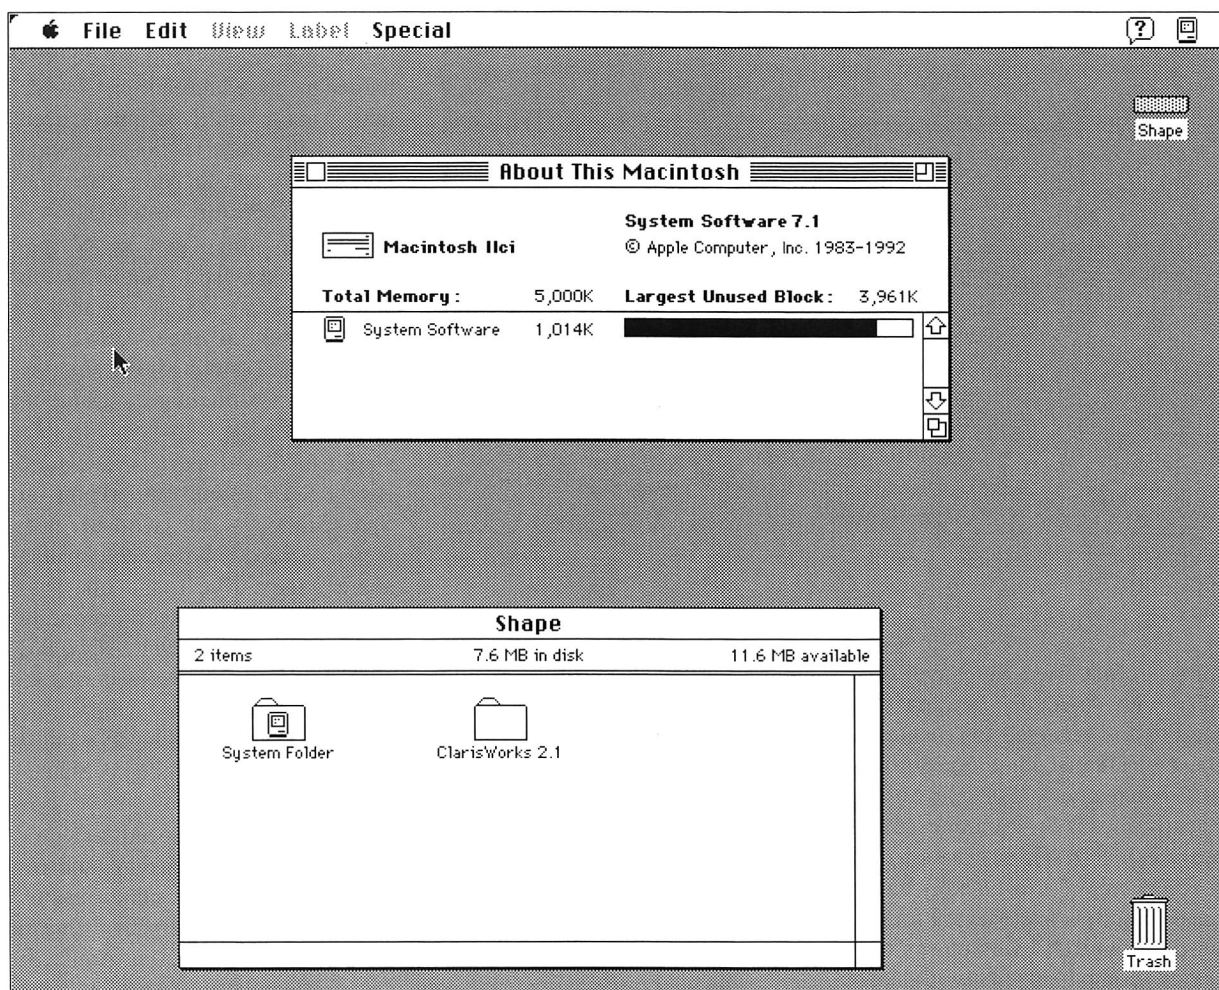 File Edit View Label Special
Shape
About This Macintosh
System Software 7.1
Macintosh IIci
© Apple Computer, Inc. 1983-1992
Total Memory : 5,000K Largest Unused Block : 3,961K
System Software 1,014K
Shape
2 items 7.6 MB in disk 11.6 MB available
System Folder ClarisWorks 2.1
Trash